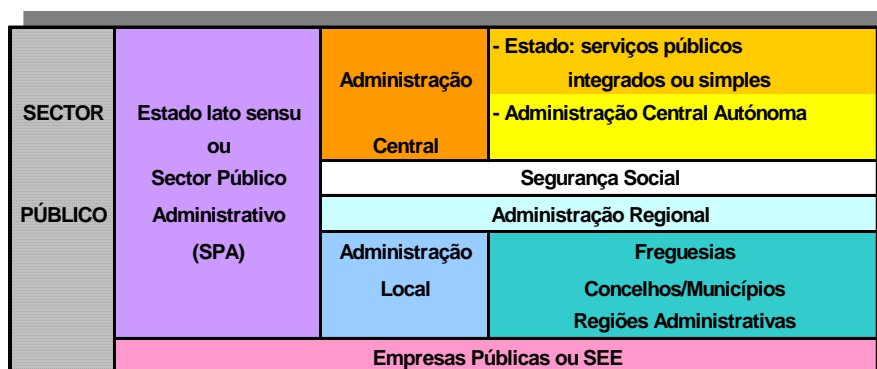 SECTOR
PÚBLICO
Estado lato sensu
ou
Sector Público
Administrativo
(SPA)
Administração
Central
- Estado: serviços públicos
integrados ou simples
- Administração Central Autónoma
Segurança Social
Administração Regional
Administração
Local
Freguesias
Concelhos/Municípios
Regiões Administrativas
Empresas Públicas ou SEE